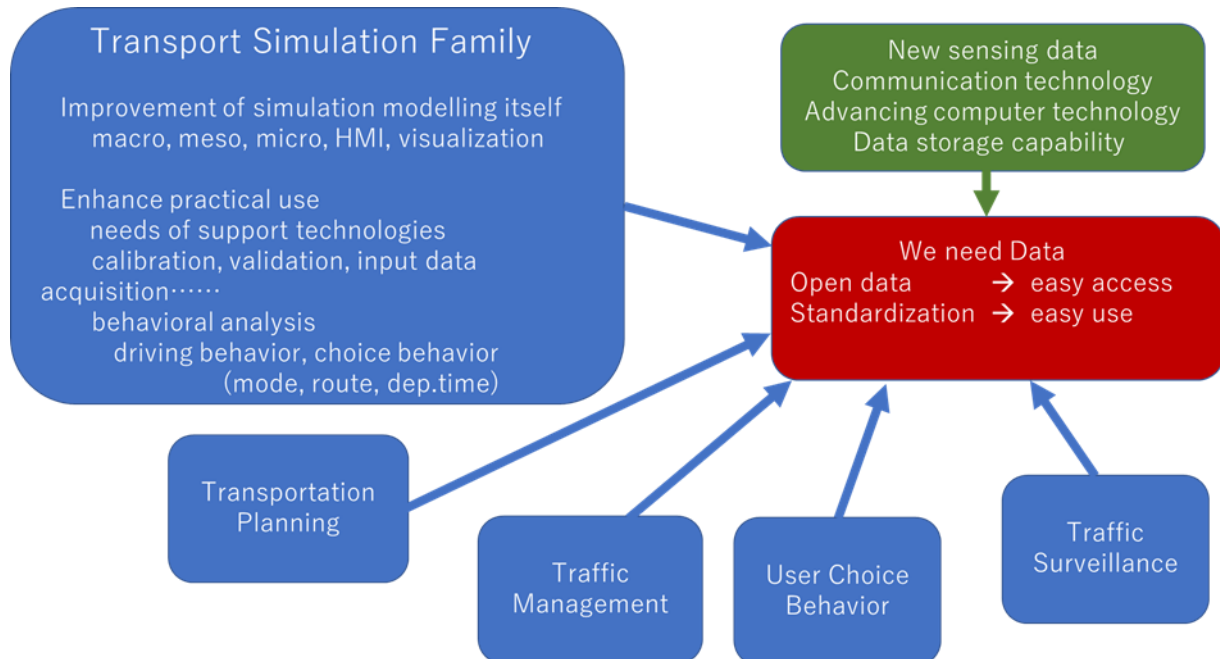 Transport Simulation Family
Improvement of simulation modelling itself
macro, meso, micro, HMI, visualization
Enhance practical use
needs of support technologies
calibration, validation, input data
acquisition⋯⋯
behavioral analysis
driving behavior, choice behavior
(mode, route, dep.time)
New sensing data
Communication technology
Advancing computer technology
Data storage capability
We need Data
Open data → easy access
Standardization → easy use
Transportation
Planning
Traffic
Management
User Choice
Behavior
Traffic
Surveillance